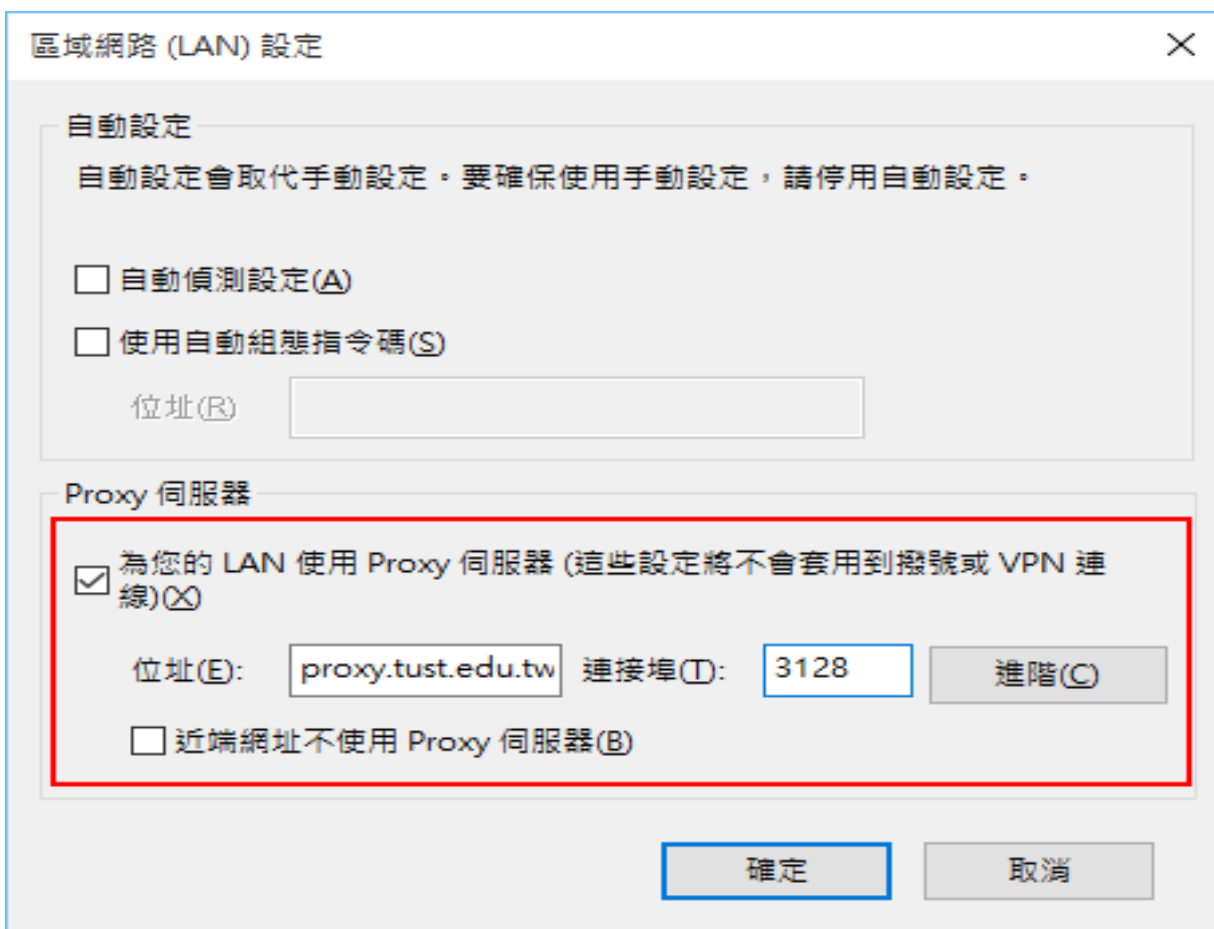 區域網路 (LAN) 設定
自動設定
自動設定會取代手動設定。要確保使用手動設定，請停用自動設定。
自動偵測設定(A)
使用自動組態指令碼(S)
位址(R)
Proxy 伺服器
為您的 LAN 使用 Proxy 伺服器 (這些設定將不會套用到撥號或 VPN 連
線)(X)
位址(E): proxy.tust.edu.tw 連接埠(T): 3128 進階(C)
近端網址不使用 Proxy 伺服器(B)
確定 取消